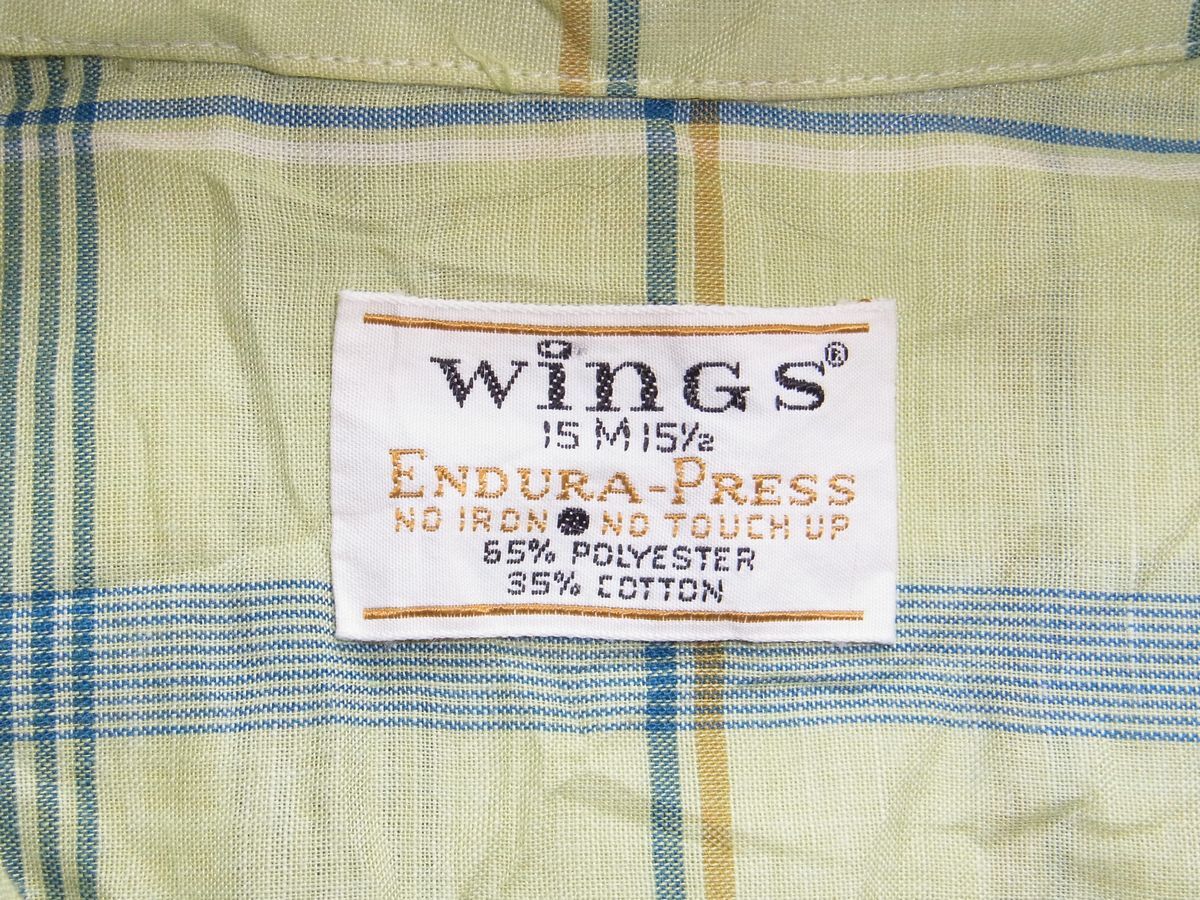 wings®
15 M 15½
ENDURA-PRESS
NO IRON ● NO TOUCH UP
65% POLYESTER
35% COTTON